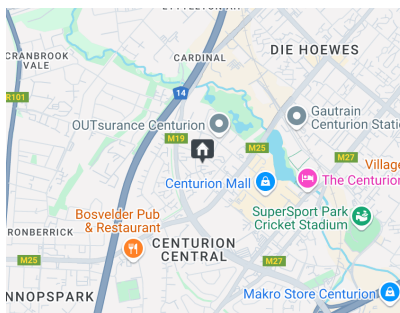 CRANBROOK
VALE
CARDINAL
DIE HOEWES
R101
14
OUTsurance Centurion
M19
Gautrain
Centurion Stati
M25
M27
Village
Centurion Mall
The Centurion
Bosvelder Pub
& Restaurant
SuperSport Park
Cricket Stadium
RONBERRICK
M25
CENTURION
CENTRAL
M27
NNOPSPARK
Makro Store Centurion